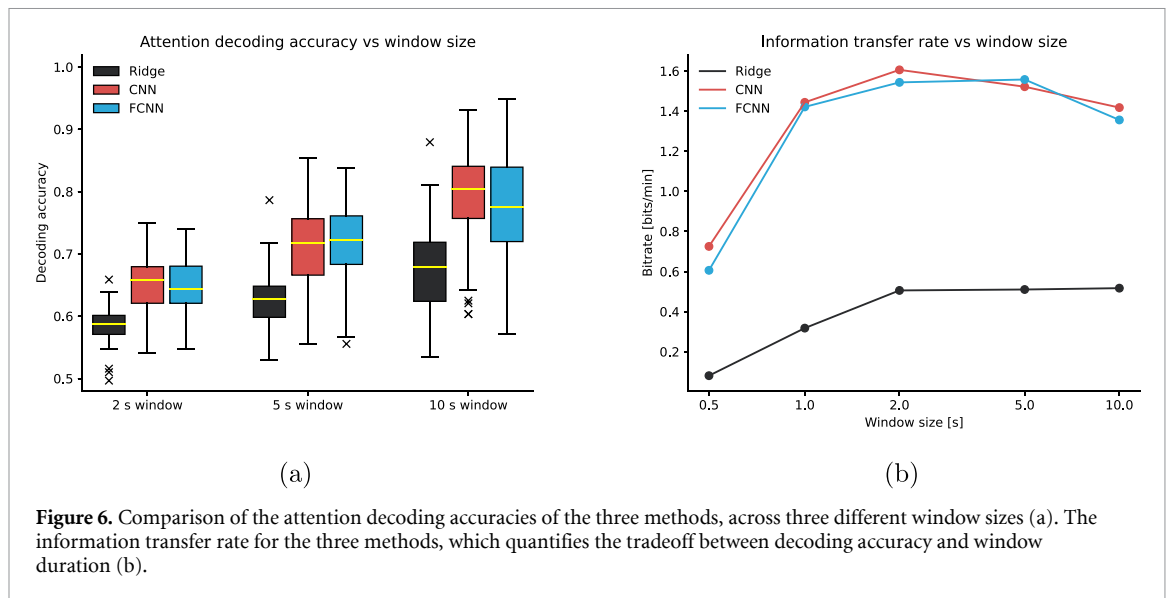 Attention decoding accuracy vs window size
1.0
0.9
0.8
0.7
0.6
0.5
Decoding accuracy
Ridge
CNN
FCNN
2 s window
5 s window
10 s window
(a)
Information transfer rate vs window size
1.6
1.4
1.2
1.0
0.8
0.6
0.4
0.2
Bitrate [bits/min]
Ridge
CNN
FCNN
0.5
1.0
2.0
5.0
10.0
Window size [s]
(b)
Figure 6. Comparison of the attention decoding accuracies of the three methods, across three different window sizes (a). The
information transfer rate for the three methods, which quantifies the tradeoff between decoding accuracy and window
duration (b).